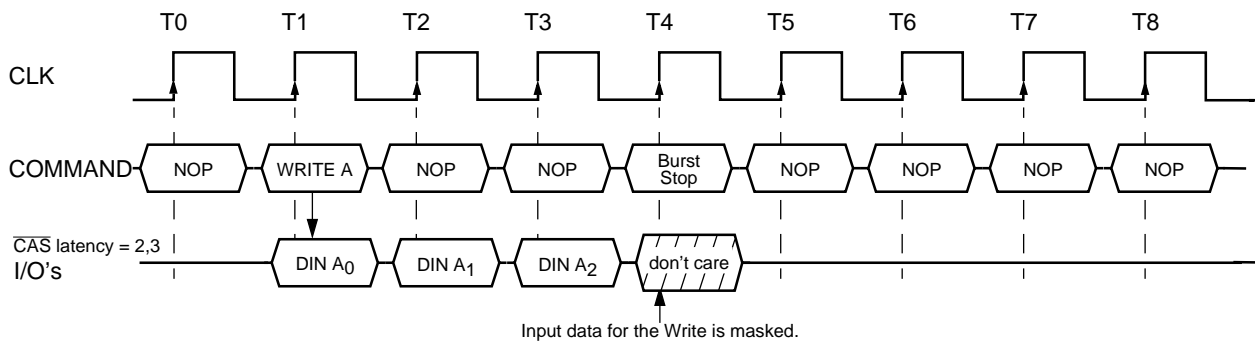 T0 T1 T2 T3 T4 T5 T6 T7 T8
CLK
COMMAND NOP WRITE A NOP NOP Burst Stop NOP NOP NOP NOP
CAS latency = 2,3
I/O's DIN A0 DIN A1 DIN A2 don't care
Input data for the Write is masked.